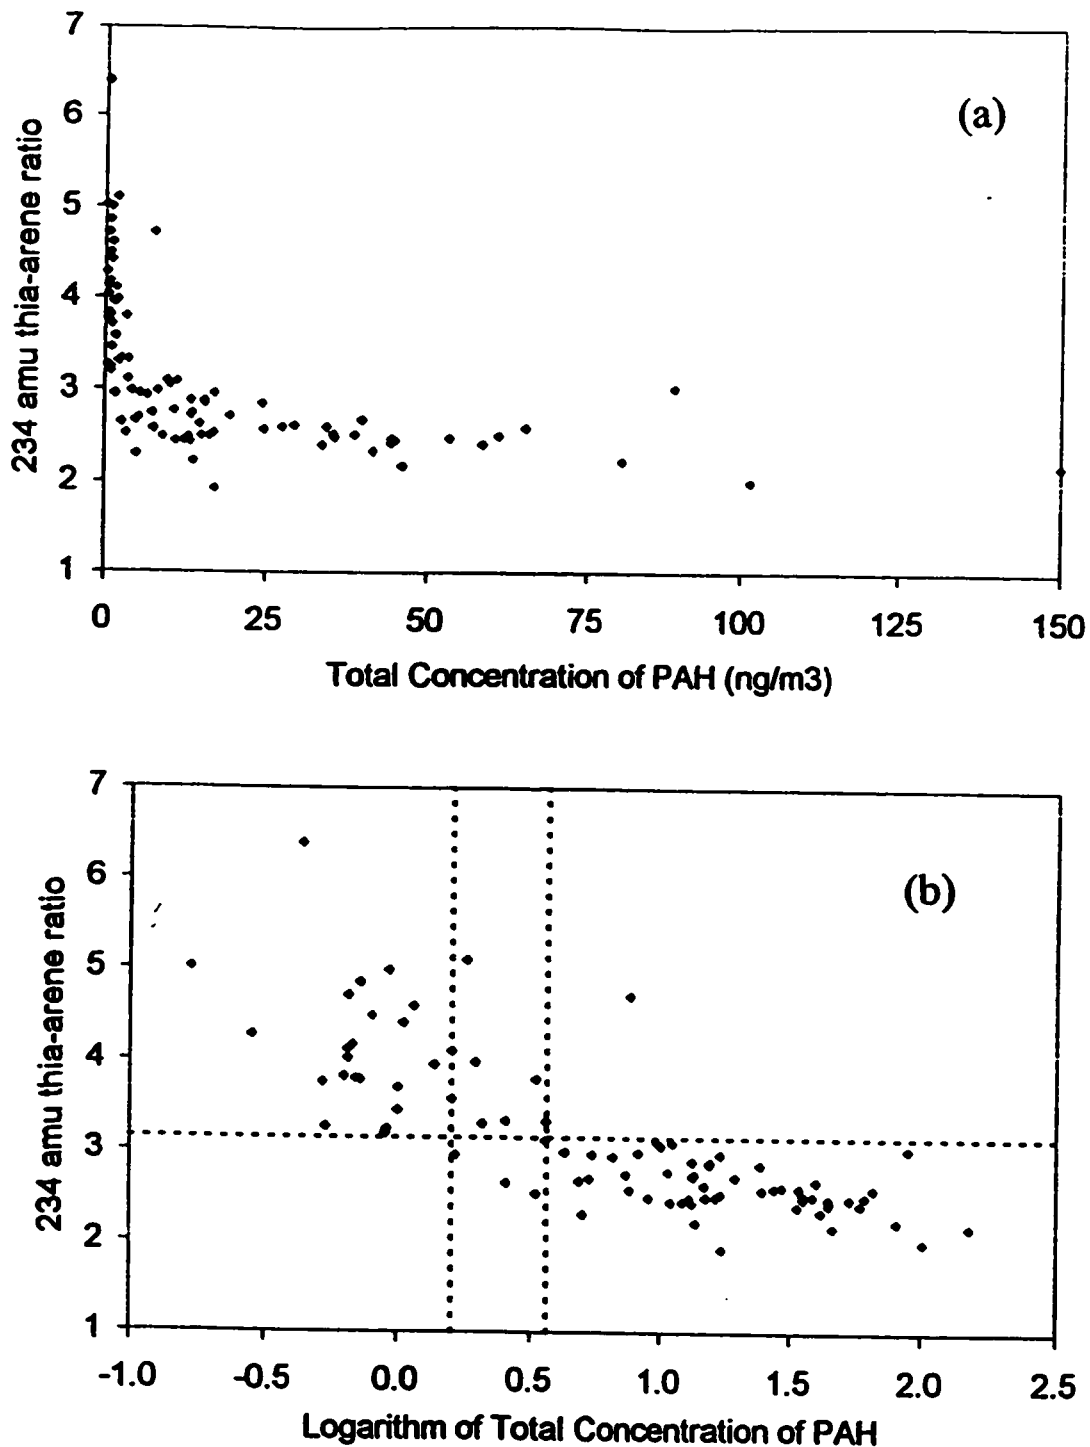 7
6
5
4
3
2
1
234 amu thia-arene ratio
(a)
0 25 50 75 100 125 150
Total Concentration of PAH (ng/m3)
7
6
5
4
3
2
1
234 amu thia-arene ratio
(b)
-1.0 -0.5 0.0 0.5 1.0 1.5 2.0 2.5
Logarithm of Total Concentration of PAH